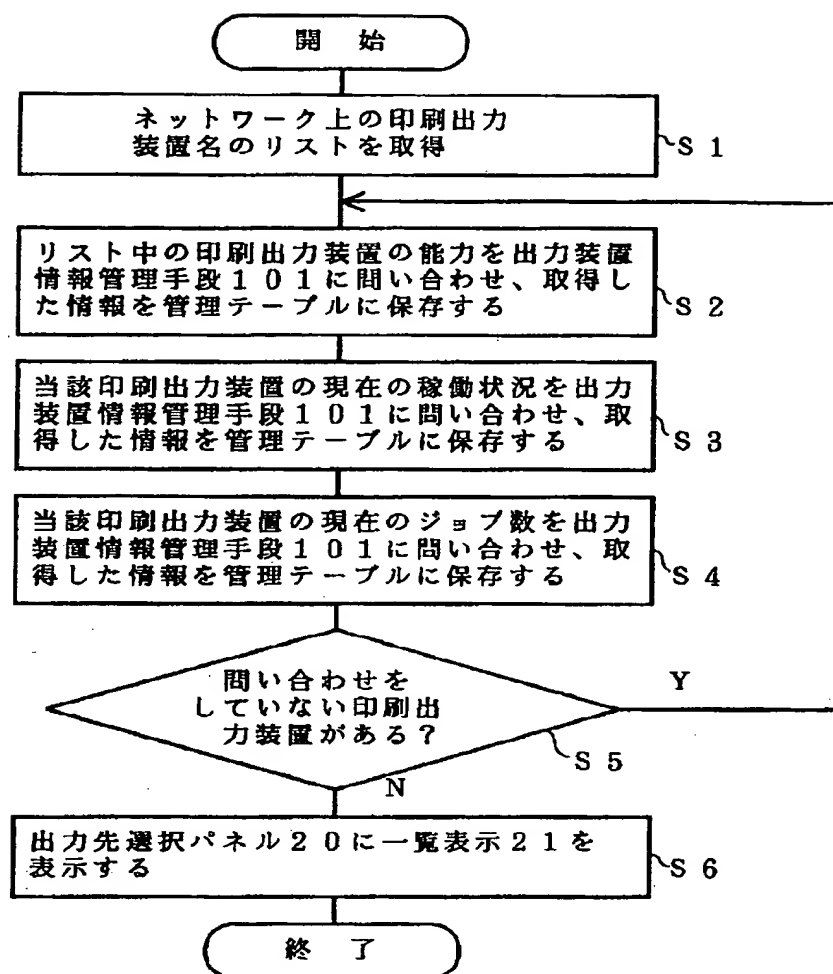 開 始
ネットワーク上の印刷出力
装置名のリストを取得
S 1
リスト中の印刷出力装置の能力を出力装置
情報管理手段101に問い合わせ、取得し
た情報を管理テーブルに保存する
S 2
当該印刷出力装置の現在の稼働状況を出力
装置情報管理手段101に問い合わせ、取
得した情報を管理テーブルに保存する
S 3
当該印刷出力装置の現在のジョブ数を出力
装置情報管理手段101に問い合わせ、取
得した情報を管理テーブルに保存する
S 4
問い合わせを
していない印刷出
力装置がある?
Y
S 5
N
出力先選択パネル20に一覧表示21を
表示する
S 6
終 了